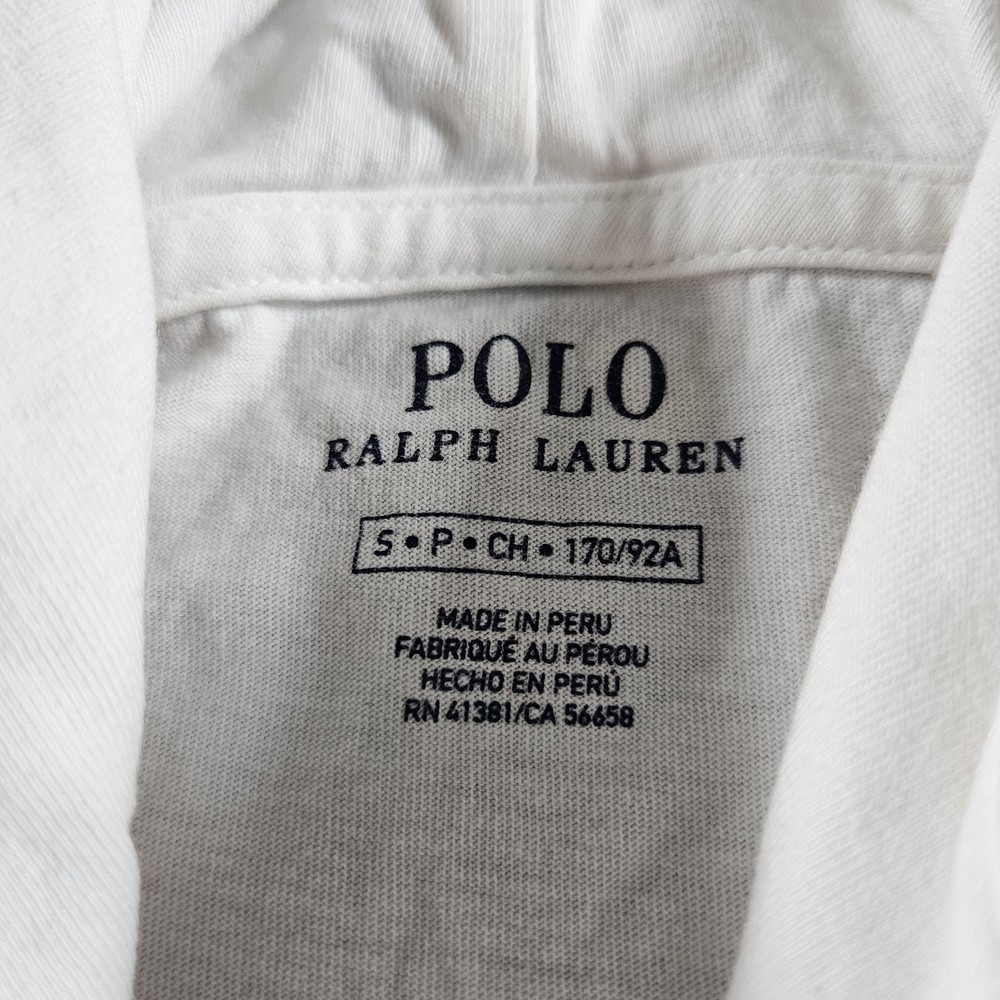 POLO
RALPH LAUREN
S • P • CH • 170/92A
MADE IN PERU
FABRIQUÉ AU PÉROU
HECHO EN PERÚ
RN 41381/CA 56658